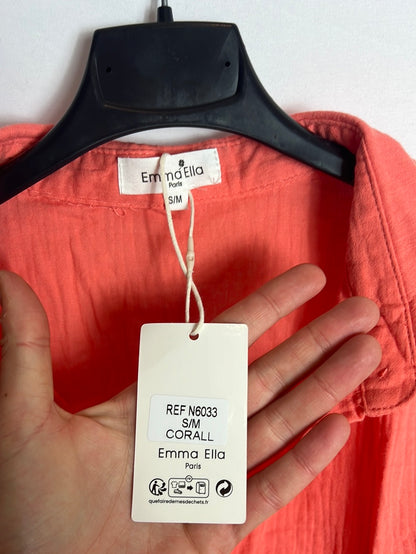 Emma Ella
Paris
S/M
REF N6033
S/M
CORALL
Emma Ella
Paris
quefairedemesdechets.fr